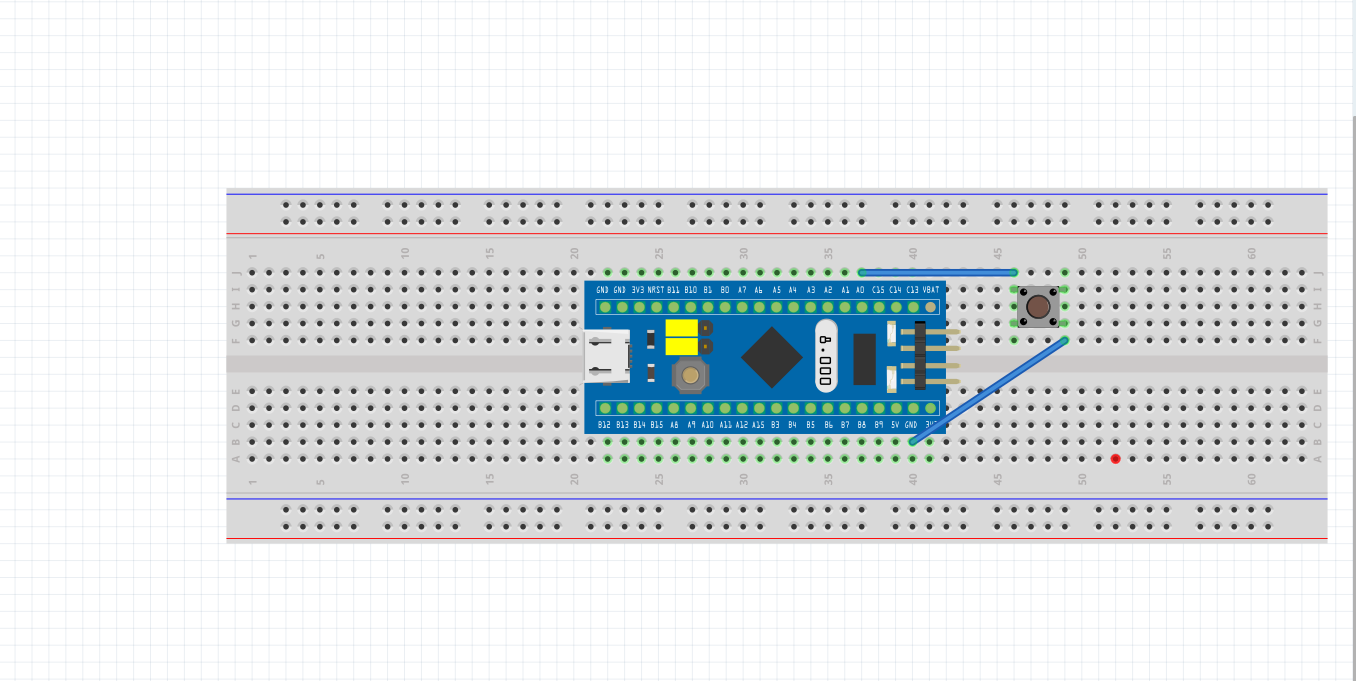 1 5 10 15 20 25 30 35 40 45 50 55 60
J J
I I
GND GND 3V3 NRST B11 B10 B1 B0 A7 A6 A5 A4 A3 A2 A1 A0 C15 C14 C13 VBAT
H H
G G
F F
8.000
E E
D D
C C
B12 B13 B14 B15 A8 A9 A10 A11 A12 A15 B3 B4 B5 B6 B7 B8 B9 5V GND
B B
A A
1 5 10 15 20 25 30 35 40 45 50 55 60